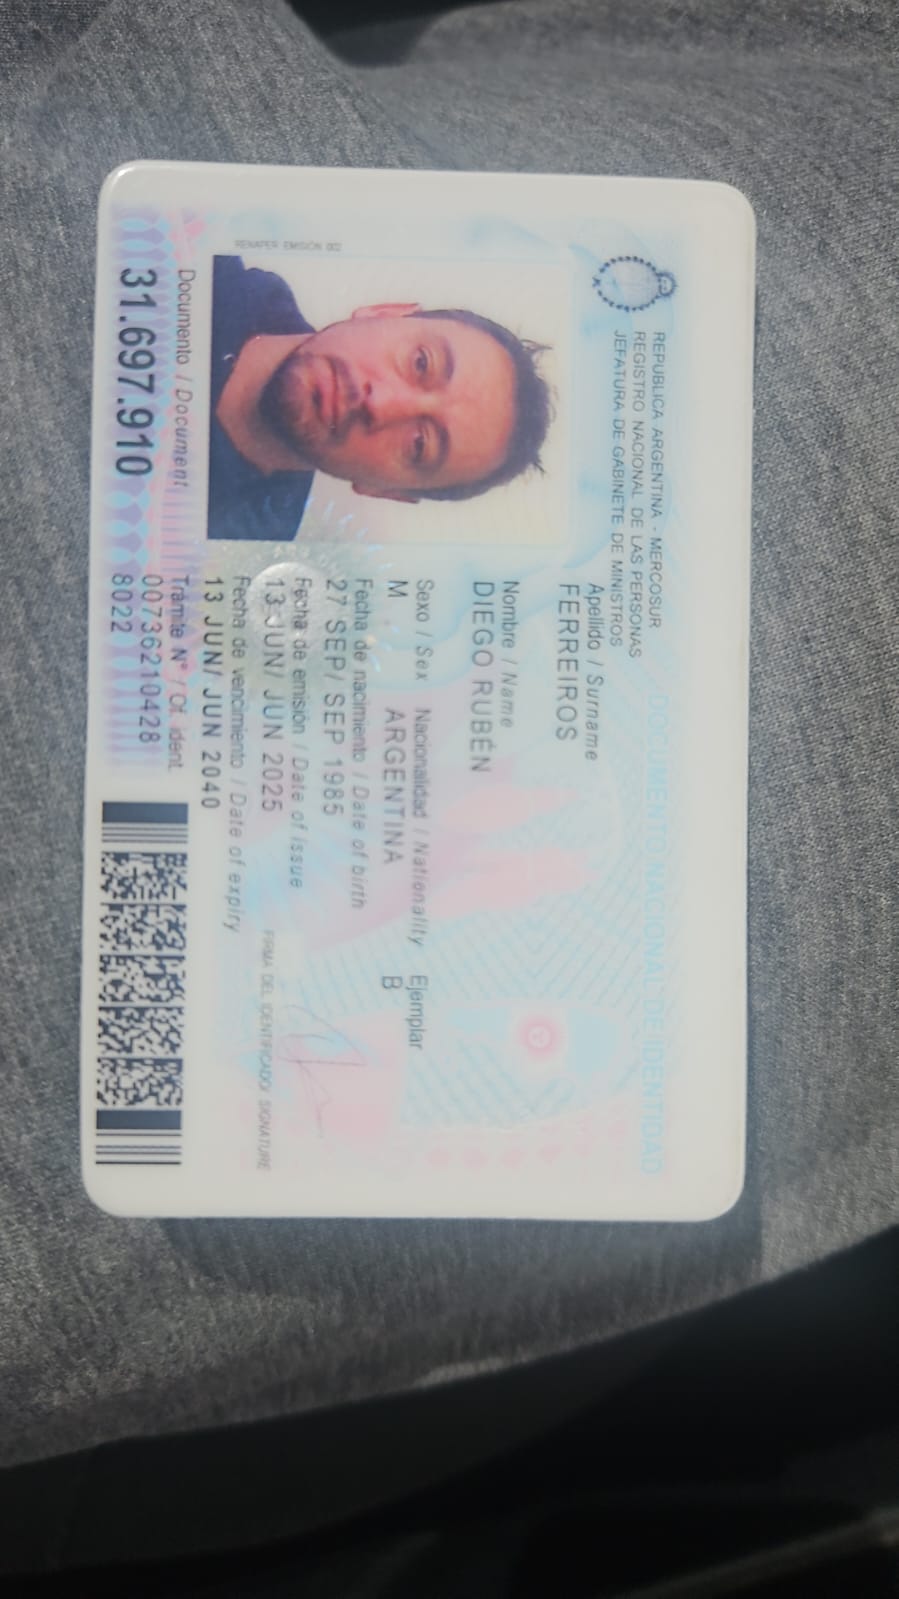 REPUBLICA ARGENTINA - MERCOSUR
REGISTRO NACIONAL DE LAS PERSONAS
JEFATURA DE GABINETE DE MINISTROS
DOCUMENTO NACIONAL DE IDENTIDAD
RENAPER EMISIÓN 002
Apellido / Surname
FERREIROS
Nombre / Name
DIEGO RUBÉN
Sexo / Sex Nacionalidad / Nationality Ejemplar
M ARGENTINA B
Fecha de nacimiento / Date of birth
27 SEP/ SEP 1985
Fecha de emisión / Date of issue
13 JUN/ JUN 2025
Fecha de vencimiento / Date of expiry
13 JUN/ JUN 2040
FIRMA DEL IDENTIFICADO/ SIGNATURE
Documento / Document
31.697.910
Trámite N° / Of. ident.
00736210428
8022